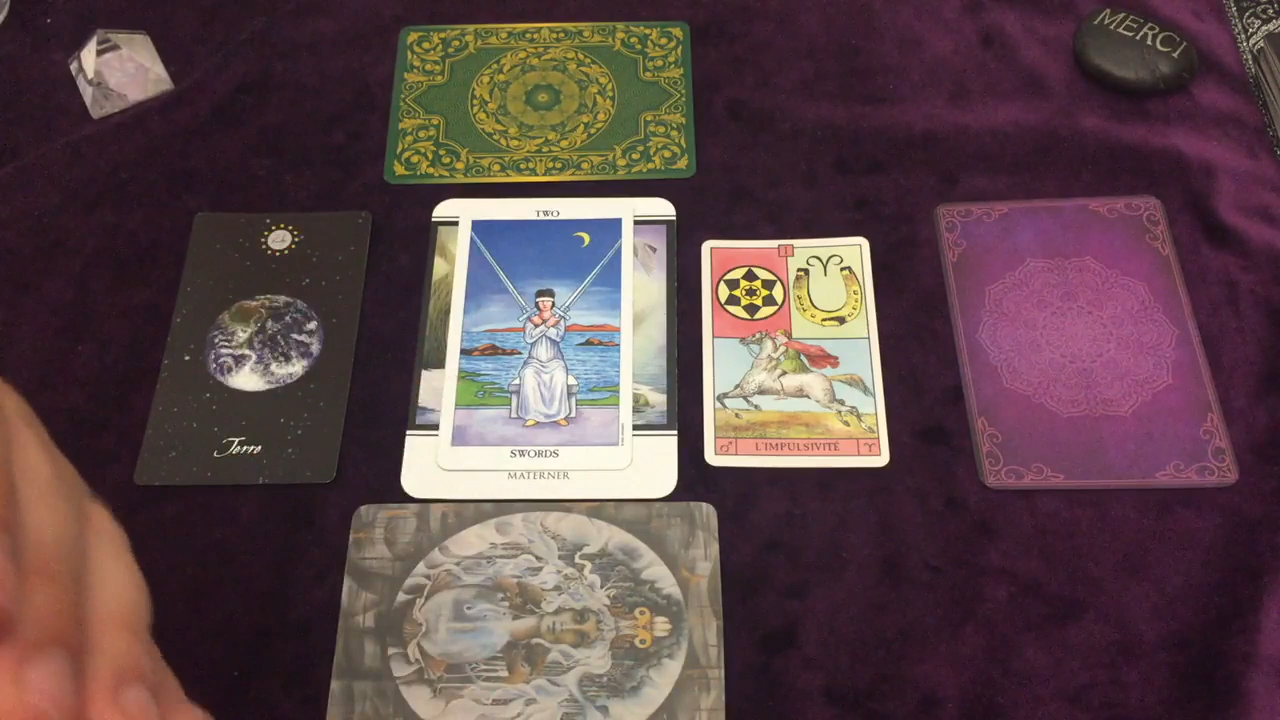 MERCI
TWO
I
Terre
SWORDS
L'IMPULSIVITÉ
MATERNER